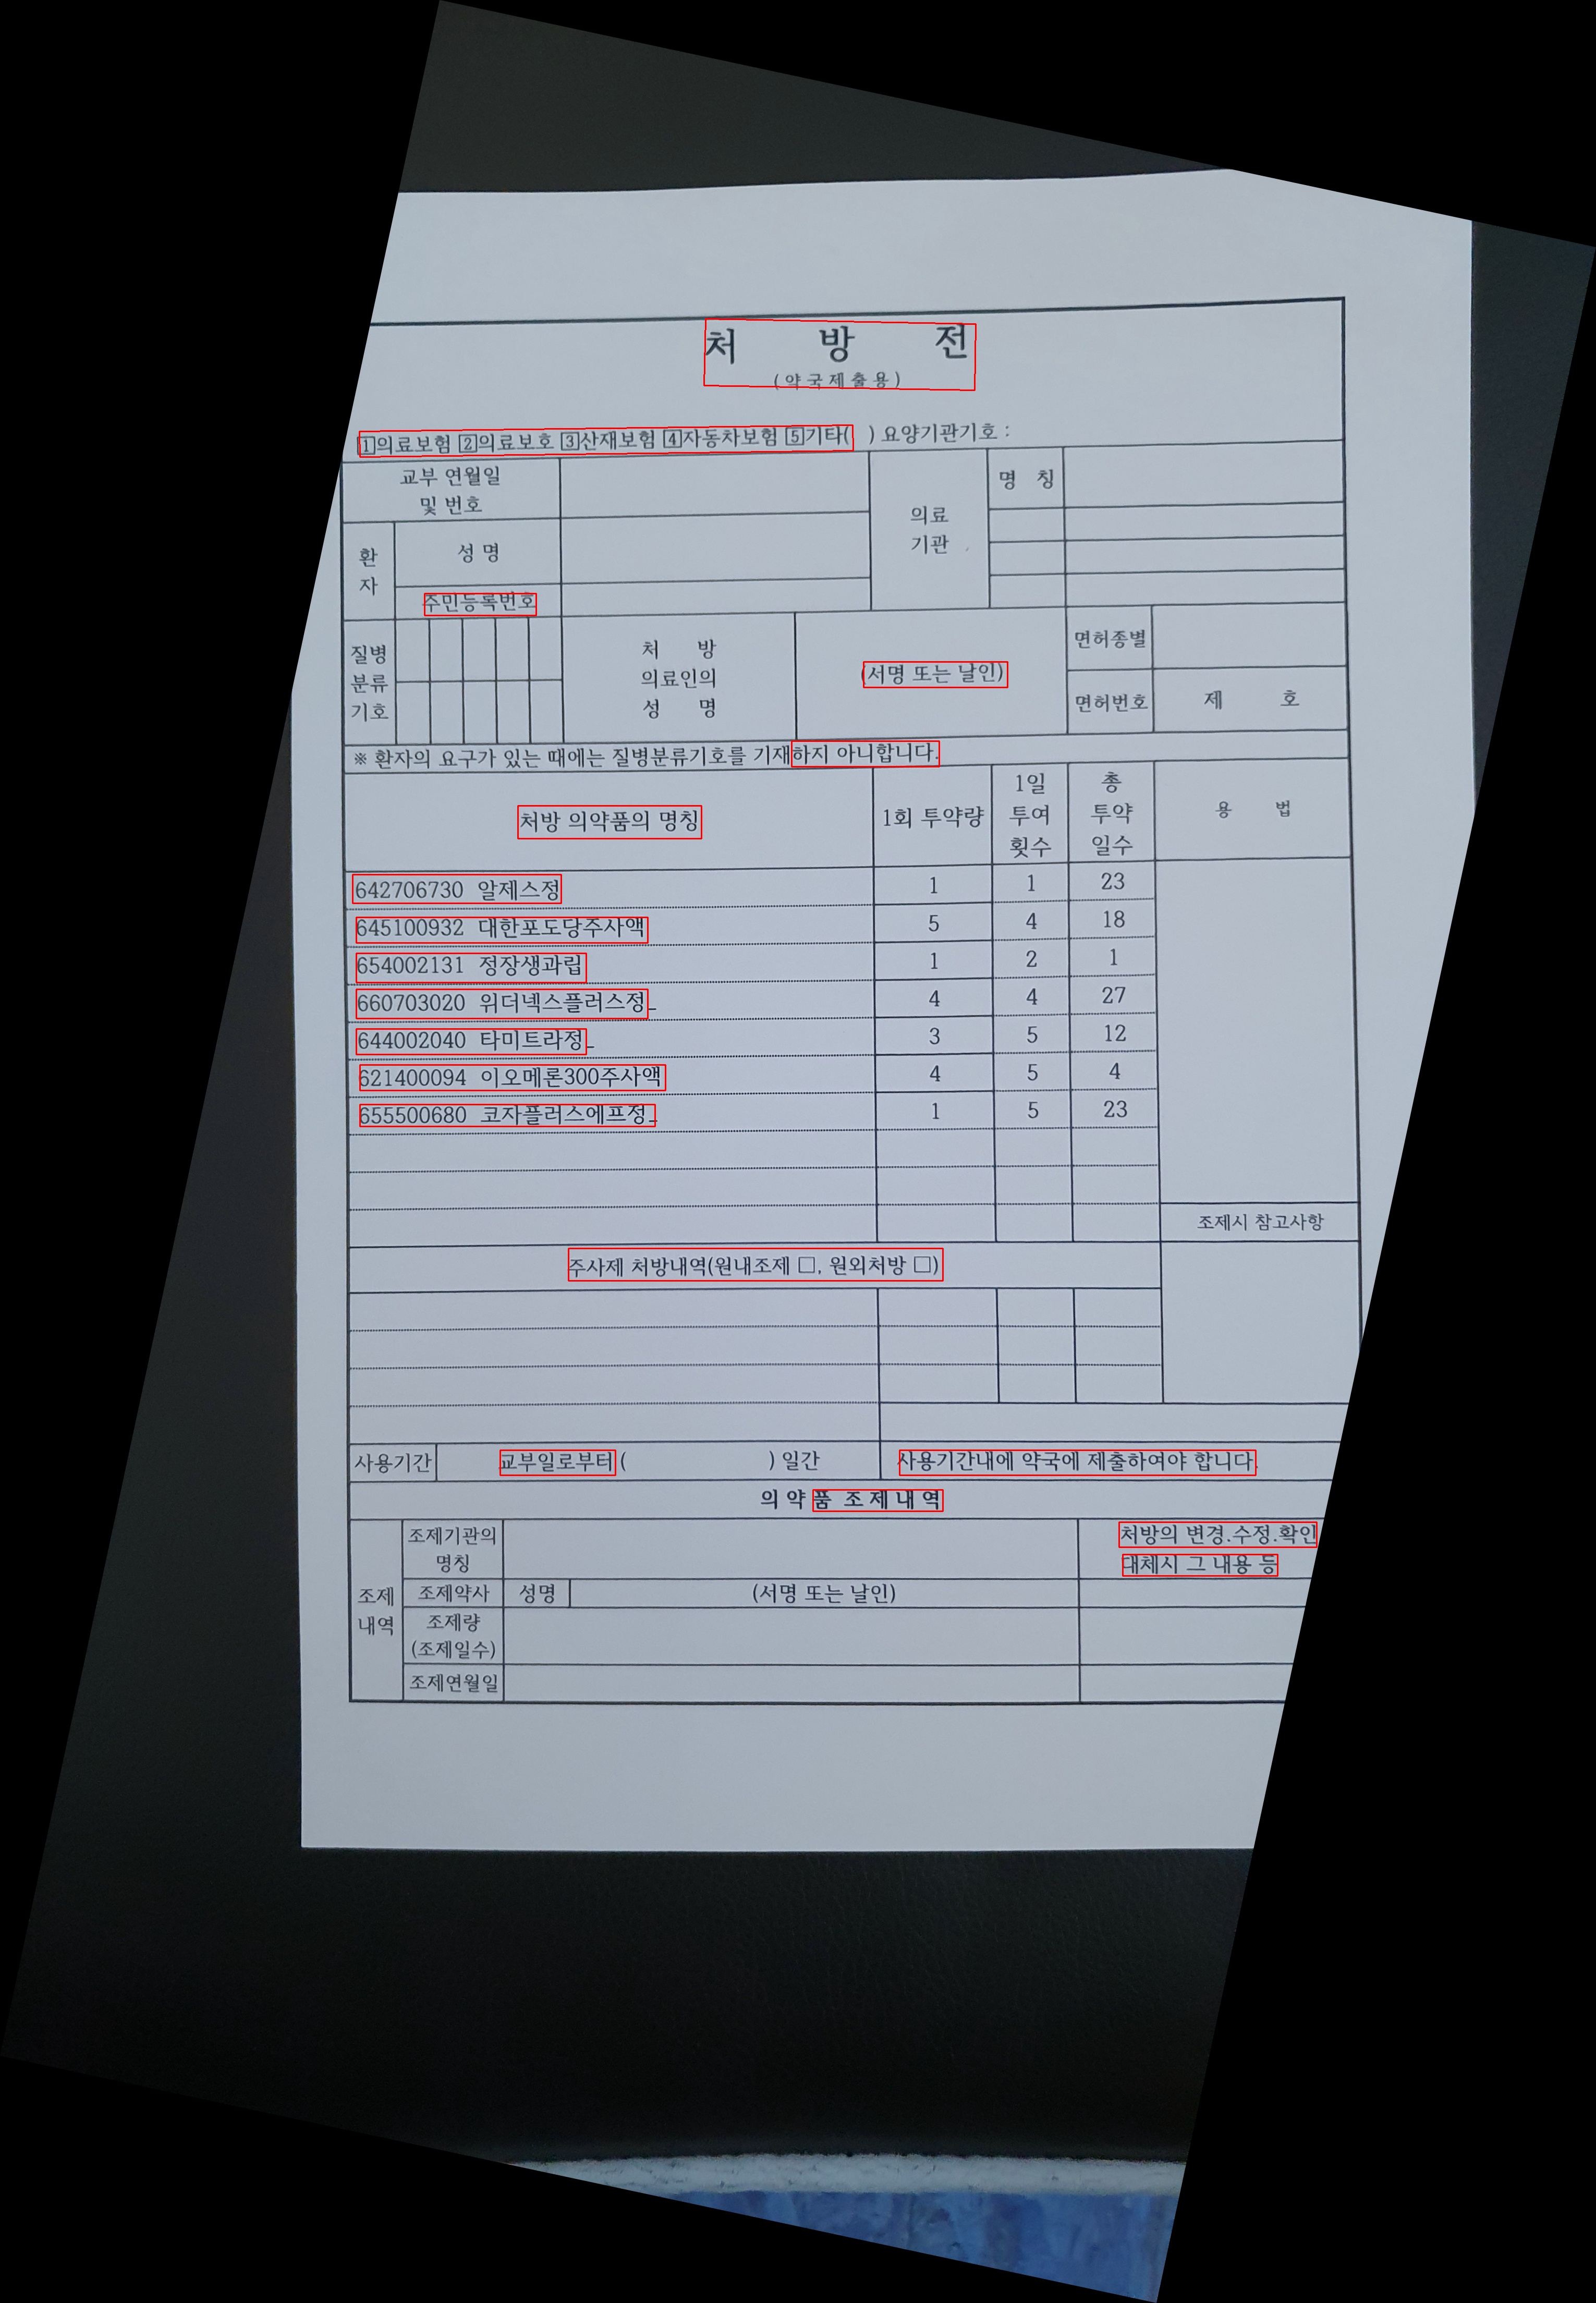 처 방 전
(약국제출용)
1의료보험 2의료보호 3산재보험 4자동차보험 5기타( ) 요양기관기호 :
교부 연월일
및 번호
의료
기관
명 칭
환
자
성 명
주민등록번호
질병
분류
기호
처 방
의료인의
성 명
(서명 또는 날인)
면허종별
면허번호 제 호
※ 환자의 요구가 있는 때에는 질병분류기호를 기재하지 아니합니다.
처방 의약품의 명칭
1회 투약량
1일
투여
횟수
총
투약
일수
용 법
642706730 알제스정 1 1 23
645100932 대한포도당주사액 5 4 18
654002131 정장생과립 1 2 1
660703020 위더넥스플러스정_ 4 4 27
644002040 타미트라정_ 3 5 12
621400094 이오메론300주사액 4 5 4
655500680 코자플러스에프정_ 1 5 23
조제시 참고사항
주사제 처방내역(원내조제 □, 원외처방 □)
사용기간 교부일로부터 ( ) 일간 사용기간내에 약국에 제출하여야 합니다.
의 약 품 조 제 내 역
조제
내역
조제기관의
명칭
처방의 변경.수정.확인
대체시 그 내용 등
조제약사 성명 (서명 또는 날인)
조제량
(조제일수)
조제연월일